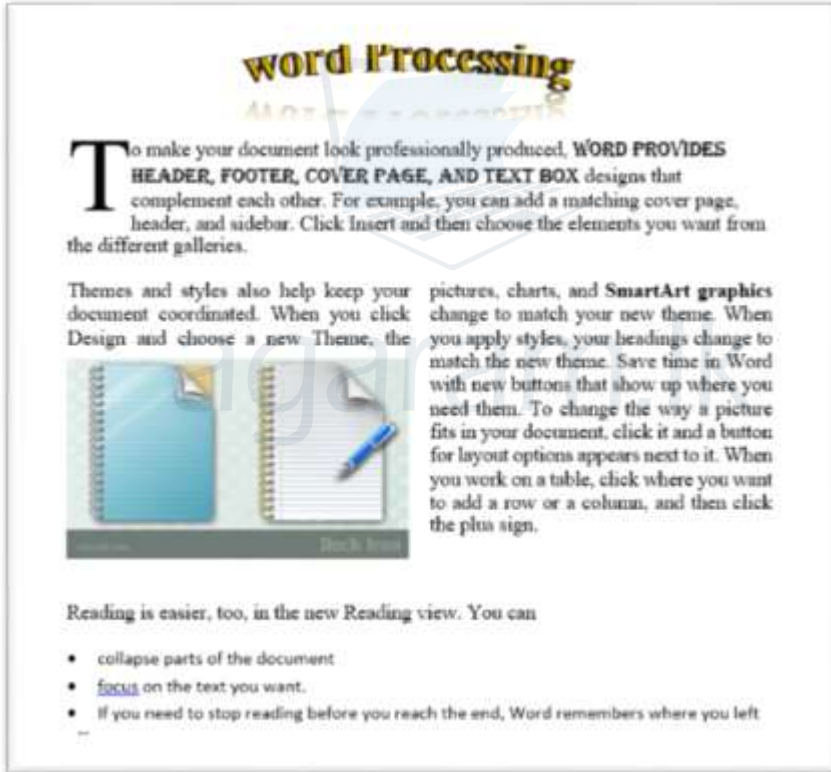 word Processing
To make your document look professionally produced, WORD PROVIDES
HEADER, FOOTER, COVER PAGE, AND TEXT BOX designs that
complement each other. For example, you can add a matching cover page,
header, and sidebar. Click Insert and then choose the elements you want from
the different galleries.
Themes and styles also help keep your
document coordinated. When you click
Design and choose a new Theme, the
pictures, charts, and SmartArt graphics
change to match your new theme. When
you apply styles, your headings change to
match the new theme. Save time in Word
with new buttons that show up where you
need them. To change the way a picture
fits in your document, click it and a button
for layout options appears next to it. When
you work on a table, click where you want
to add a row or a column, and then click
the plus sign.
agaram.lk
Reading is easier, too, in the new Reading view. You can
• collapse parts of the document
• focus on the text you want.
• If you need to stop reading before you reach the end, Word remembers where you left